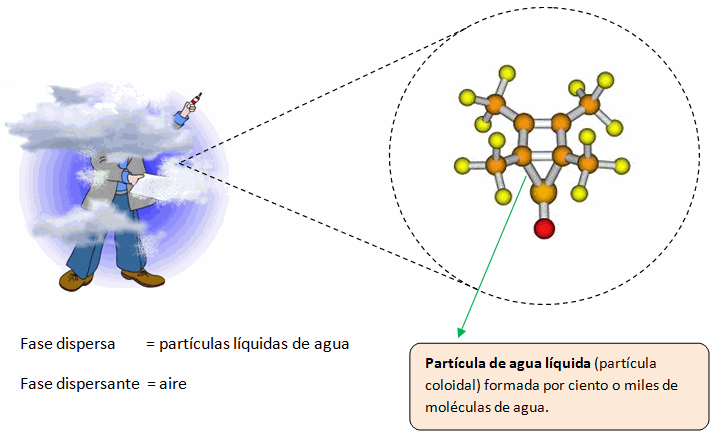 Fase dispersa = partículas líquidas de agua
Fase dispersante = aire
Partícula de agua líquida (partícula
coloidal) formada por ciento o miles de
moléculas de agua.